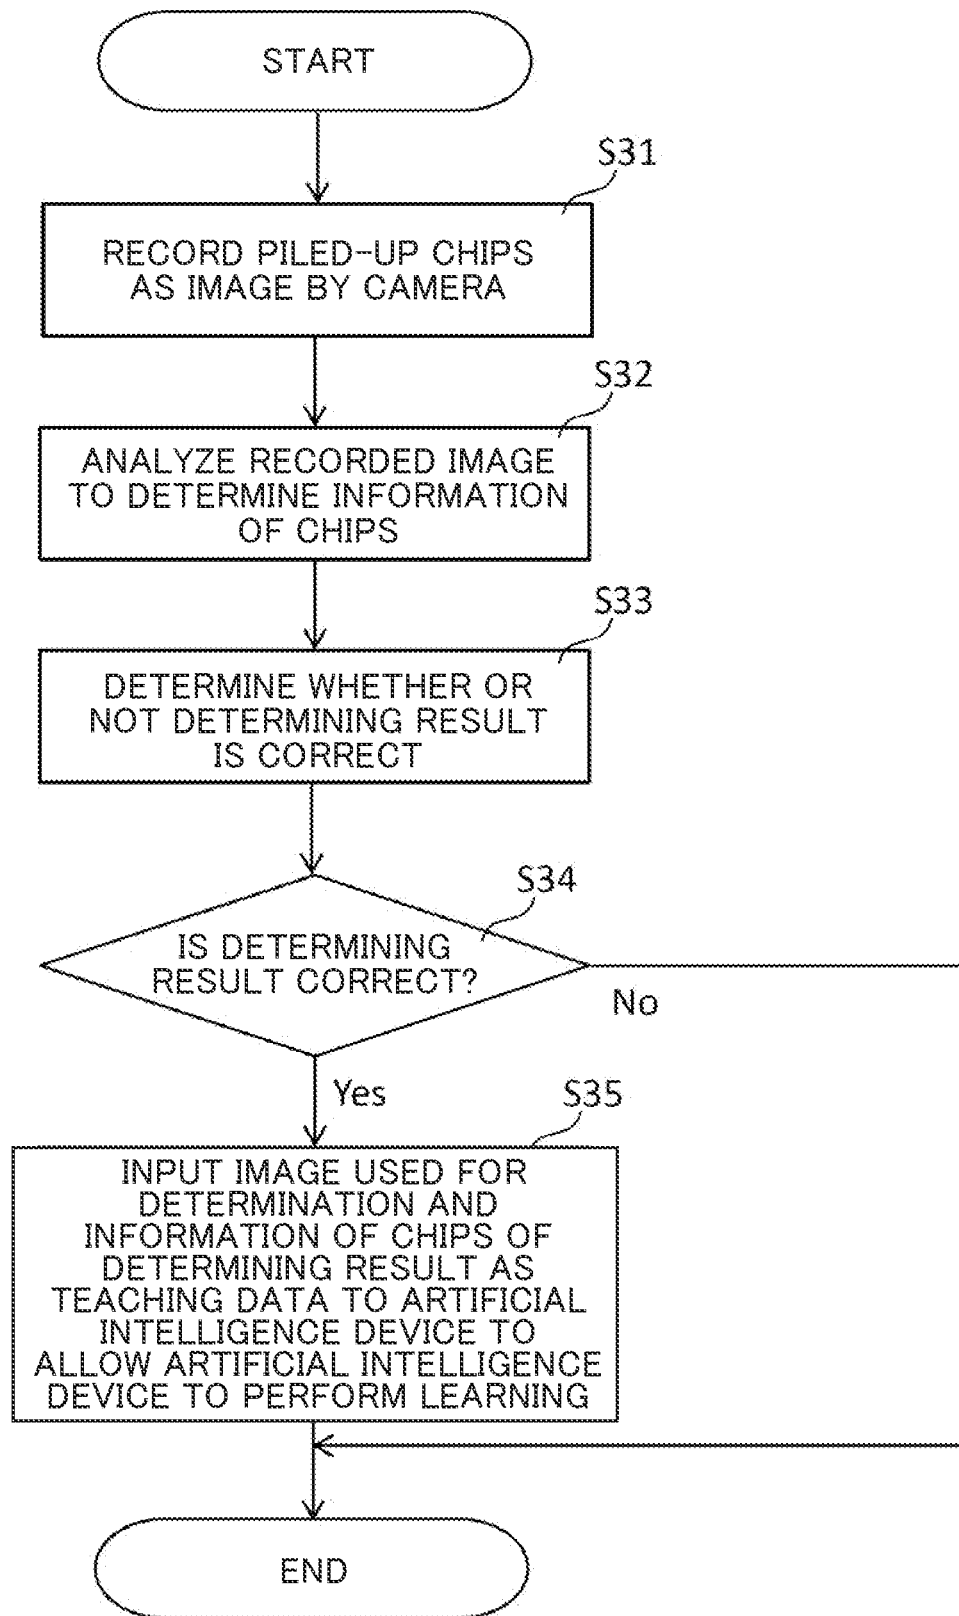 START
S31
RECORD PILED-UP CHIPS
AS IMAGE BY CAMERA
S32
ANALYZE RECORDED IMAGE
TO DETERMINE INFORMATION
OF CHIPS
S33
DETERMINE WHETHER OR
NOT DETERMINING RESULT
IS CORRECT
S34
IS DETERMINING
RESULT CORRECT?
No
Yes
S35
INPUT IMAGE USED FOR
DETERMINATION AND
INFORMATION OF CHIPS OF
DETERMINING RESULT AS
TEACHING DATA TO ARTIFICIAL
INTELLIGENCE DEVICE TO
ALLOW ARTIFICIAL INTELLIGENCE
DEVICE TO PERFORM LEARNING
END